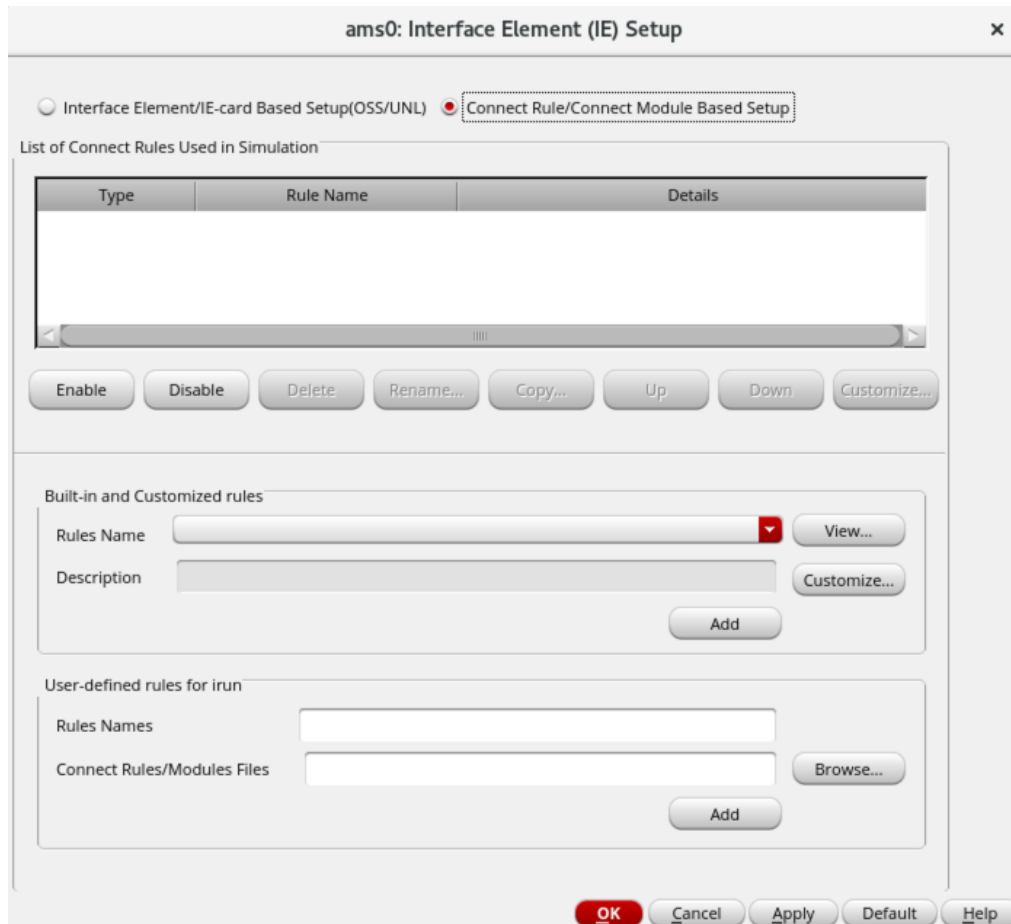 ams0: Interface Element (IE) Setup
Interface Element/IE-card Based Setup(OSS/UNL) Connect Rule/Connect Module Based Setup
List of Connect Rules Used in Simulation
Type Rule Name Details
Enable Disable Delete Rename... Copy... Up Down Customize...
Built-in and Customized rules
Rules Name View...
Description Customize...
Add
User-defined rules for irun
Rules Names
Connect Rules/Modules Files Browse...
Add
OK Cancel Apply Default Help